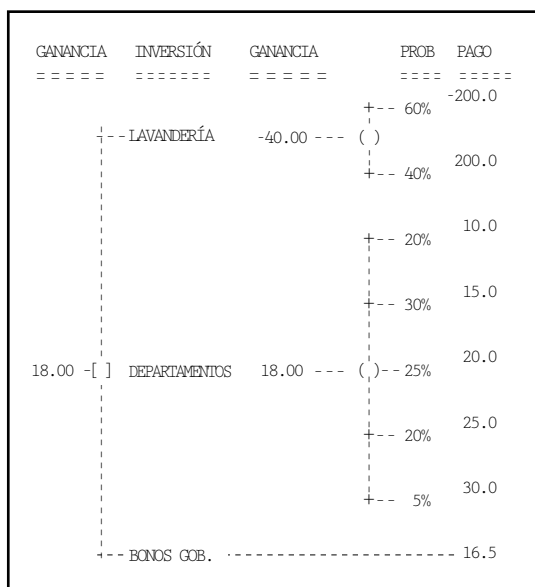 GANANCIA INVERSIÓN GANANCIA PROB PAGO
===== ======= ===== ==== =====
-200.0
+-- 60%
---LAVANDERÍA -40.00 --- ( )
200.0
+-- 40%
10.0
+-- 20%
15.0
+-- 30%
20.0
18.00 -[ ] DEPARTAMENTOS 18.00 --- ( )-- 25%
25.0
+-- 20%
30.0
+-- 5%
---BONOS GOB. ------------------------ 16.5